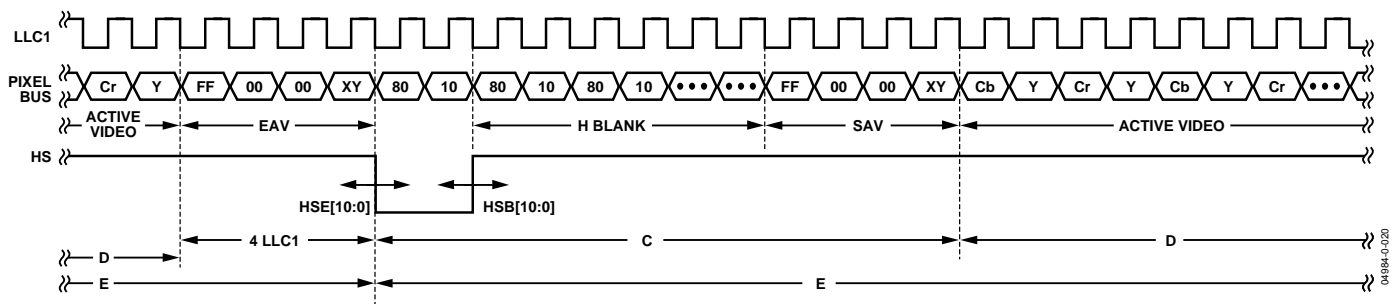 LLC1
PIXEL BUS Cr Y FF 00 00 XY 80 10 80 10 80 10 ••• ••• FF 00 00 XY Cb Y Cr Y Cb Y Cr •••
ACTIVE VIDEO EAV H BLANK SAV ACTIVE VIDEO
HS
HSE[10:0] HSB[10:0]
4 LLC1 C D
D
E E
04984-0-020